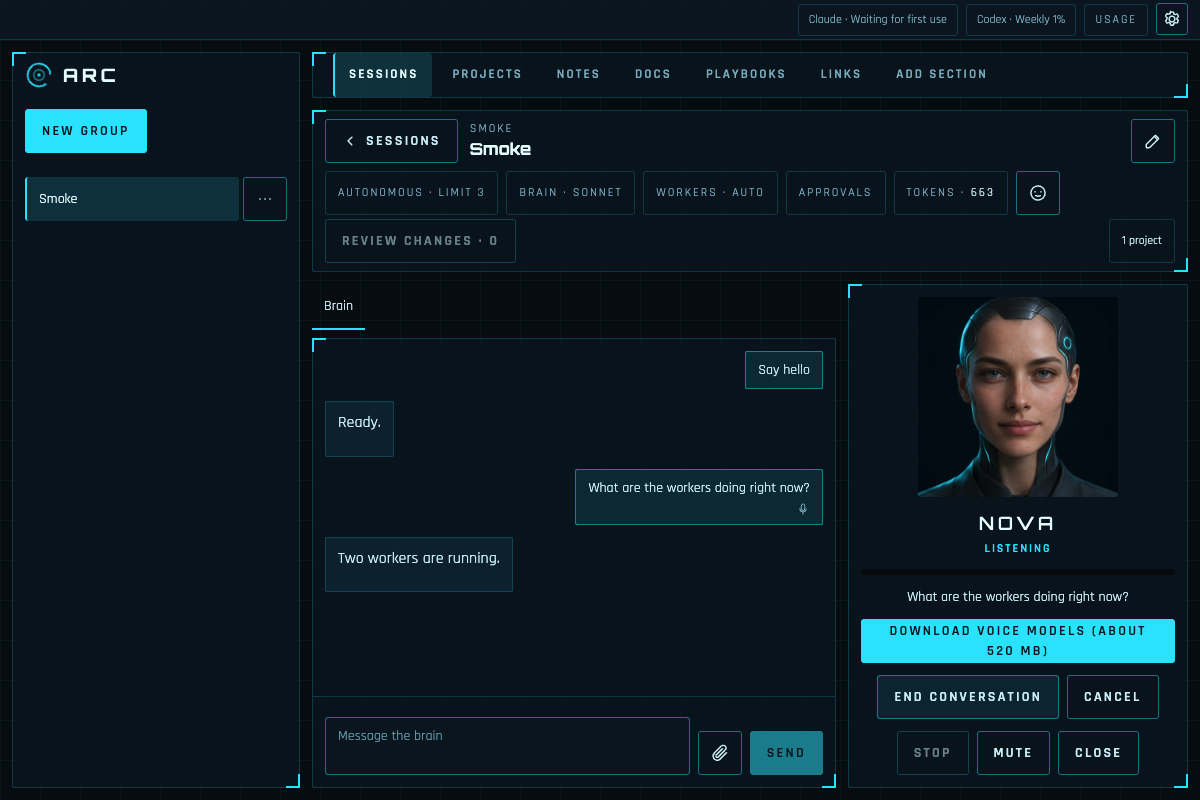 Claude · Waiting for first use
Codex · Weekly 1%
USAGE
ARC
NEW GROUP
Smoke
···
SESSIONS
PROJECTS
NOTES
DOCS
PLAYBOOKS
LINKS
ADD SECTION
SESSIONS
SMOKE
Smoke
AUTONOMOUS · LIMIT 3
BRAIN · SONNET
WORKERS · AUTO
APPROVALS
TOKENS · 663
REVIEW CHANGES · 0
1 project
Brain
Say hello
Ready.
What are the workers doing right now?
Two workers are running.
Message the brain
SEND
NOVA
LISTENING
What are the workers doing right now?
DOWNLOAD VOICE MODELS (ABOUT
520 MB)
END CONVERSATION
CANCEL
STOP
MUTE
CLOSE